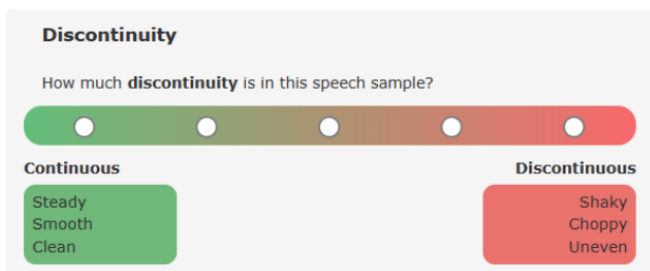 Discontinuity
How much discontinuity is in this speech sample?
Continuous
Discontinuous
Steady
Smooth
Clean
Shaky
Choppy
Uneven